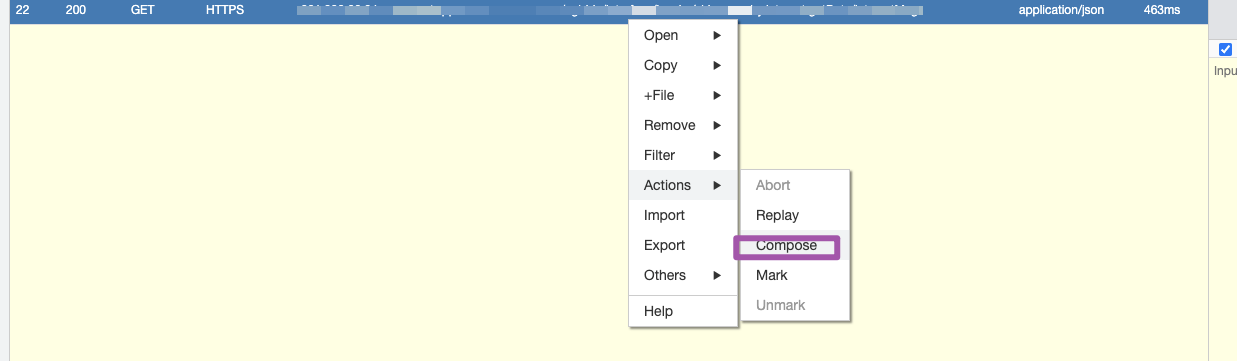 22 200 GET HTTPS application/json 463ms
Open
Copy
+File
Remove
Filter
Actions
Import
Export
Others
Help
Abort
Replay
Compose
Mark
Unmark
Inpu